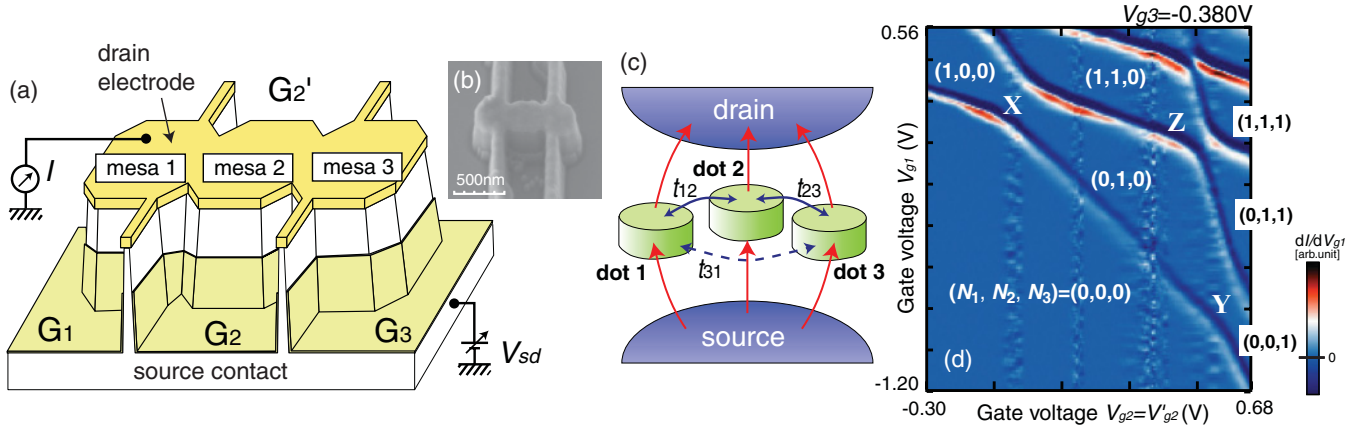 (a)
drain
electrode
G2'
I
mesa 1
mesa 2
mesa 3
G1
G2
G3
source contact
Vsd
(b)
500nm
(c)
drain
dot 2
t12
t23
dot 1
t31
dot 3
source
Vg3=-0.380V
0.56
(1,0,0)
(1,1,0)
X
Z
(1,1,1)
(0,1,0)
(0,1,1)
Gate voltage Vg1 (V)
dI/dVg1
[arb.unit]
(N1, N2, N3)=(0,0,0)
Y
(0,0,1)
0
(d)
-1.20
-0.30
Gate voltage Vg2=V'g2 (V)
0.68